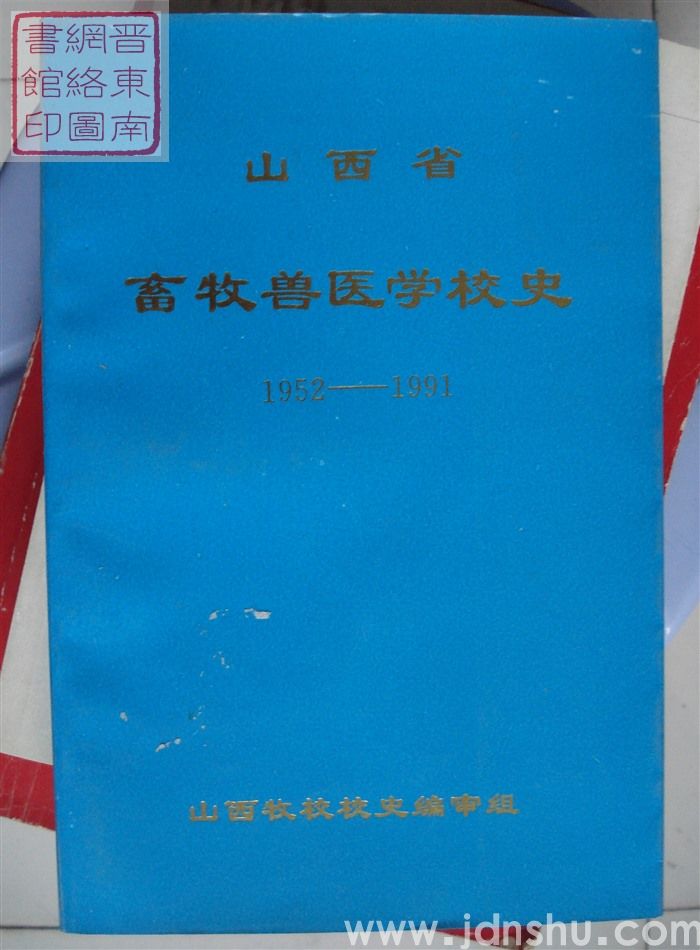 晋東南
網絡圖
書館印
山西省
畜牧兽医学校史
1952——1991
山西牧校校史编审组
www.jdnshu.com